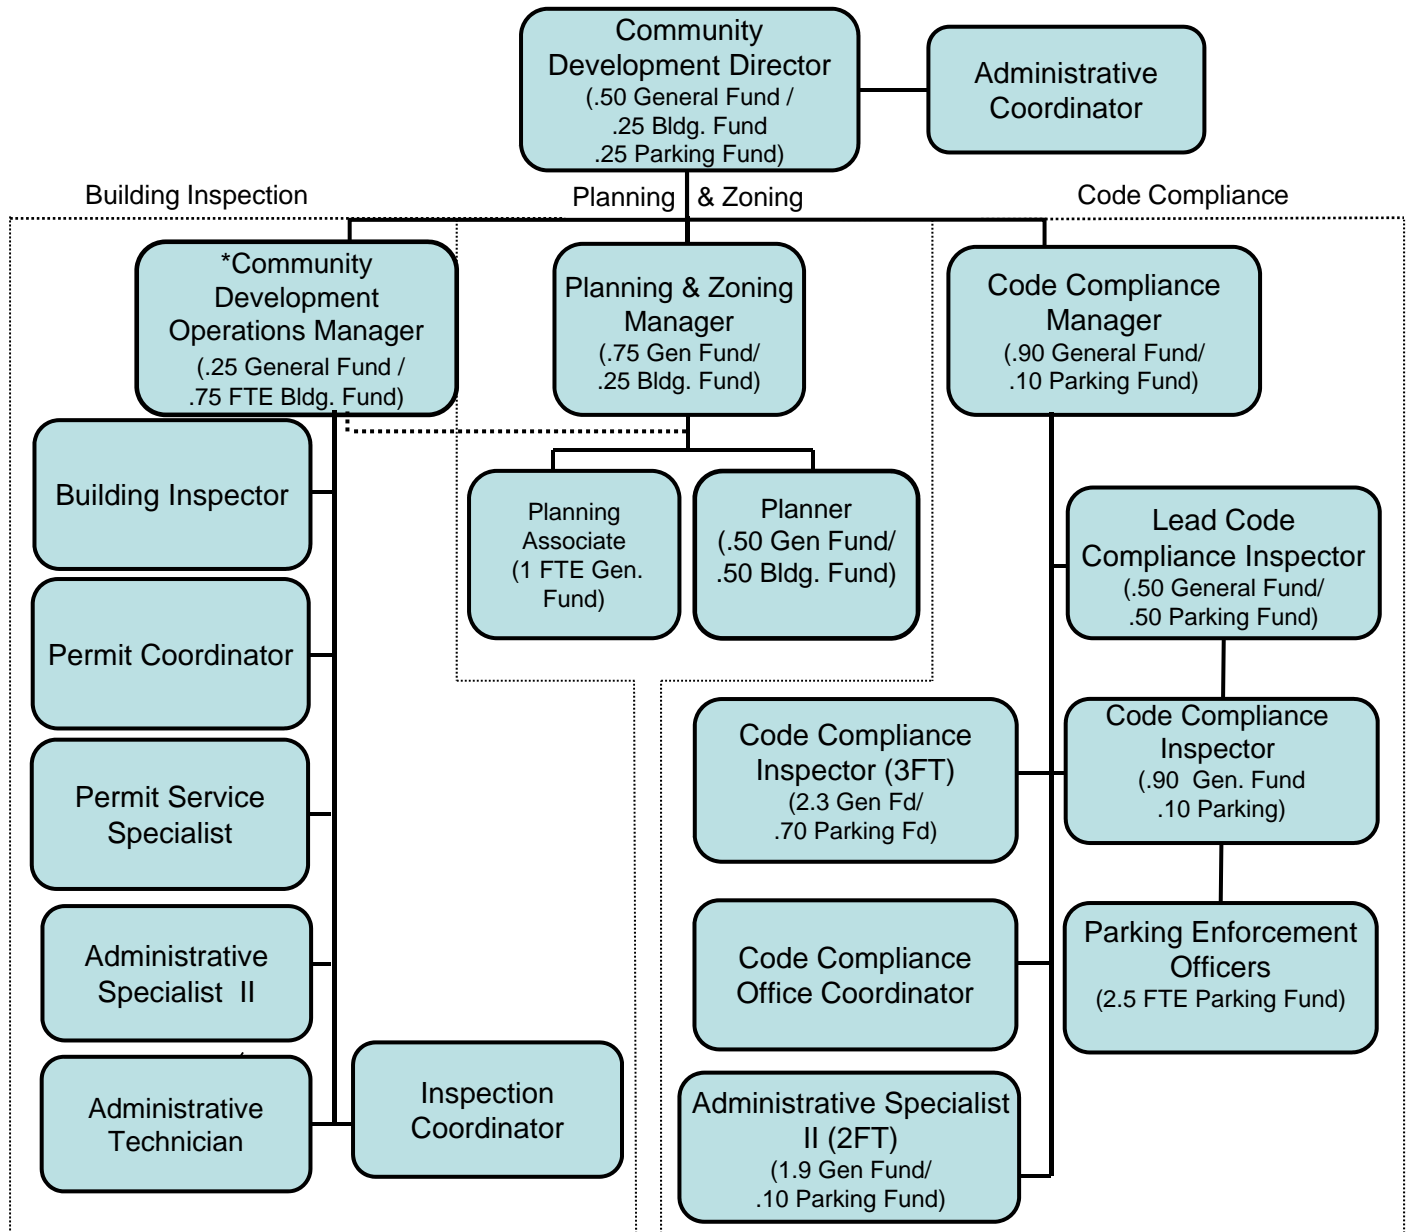 Community
Development Director
(.50 General Fund /
.25 Bldg. Fund
.25 Parking Fund)
Administrative
Coordinator
Building Inspection
Planning & Zoning
Code Compliance
*Community
Development
Operations Manager
(.25 General Fund /
.75 FTE Bldg. Fund)
Planning & Zoning
Manager
(.75 Gen Fund/
.25 Bldg. Fund)
Code Compliance
Manager
(.90 General Fund/
.10 Parking Fund)
Building Inspector
Permit Coordinator
Permit Service
Specialist
Administrative
Specialist II
Administrative
Technician
Inspection
Coordinator
Planning
Associate
(1 FTE Gen.
Fund)
Planner
(.50 Gen Fund/
.50 Bldg. Fund)
Lead Code
Compliance Inspector
(.50 General Fund/
.50 Parking Fund)
Code Compliance
Inspector (3FT)
(2.3 Gen Fd/
.70 Parking Fd)
Code Compliance
Inspector
(.90 Gen. Fund
.10 Parking)
Code Compliance
Office Coordinator
Parking Enforcement
Officers
(2.5 FTE Parking Fund)
Administrative Specialist
II (2FT)
(1.9 Gen Fund/
.10 Parking Fund)